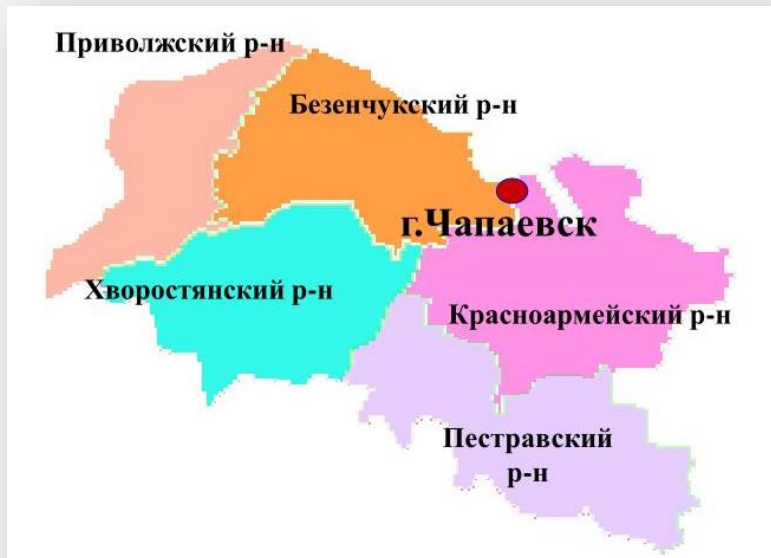 Приволжский р-н
Безенчукский р-н
г.Чапаевск
Хворостянский р-н
Красноармейский р-н
Пестравский
р-н